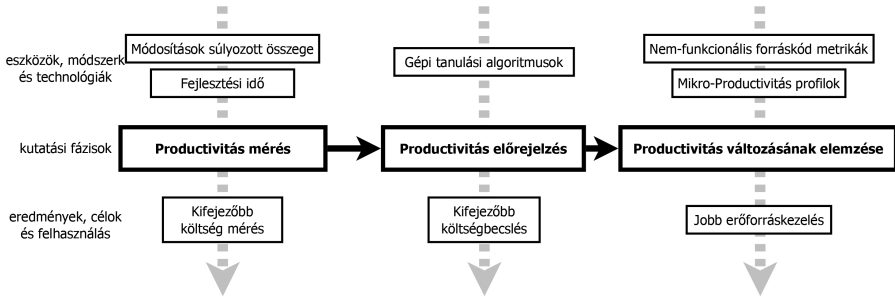 eszközök, módszerk
és technológiák
Módosítások súlyozott összege
Fejlesztési idő
Gépi tanulási algoritmusok
Nem-funkcionális forráskód metrikák
Mikro-Productivitás profilok
kutatási fázisok
Productivitás mérés
Productivitás előrejelzés
Productivitás változásának elemzése
eredmények, célok
és felhasználás
Kifejezőbb
költség mérés
Kifejezőbb
költségbecslés
Jobb erőforráskezelés